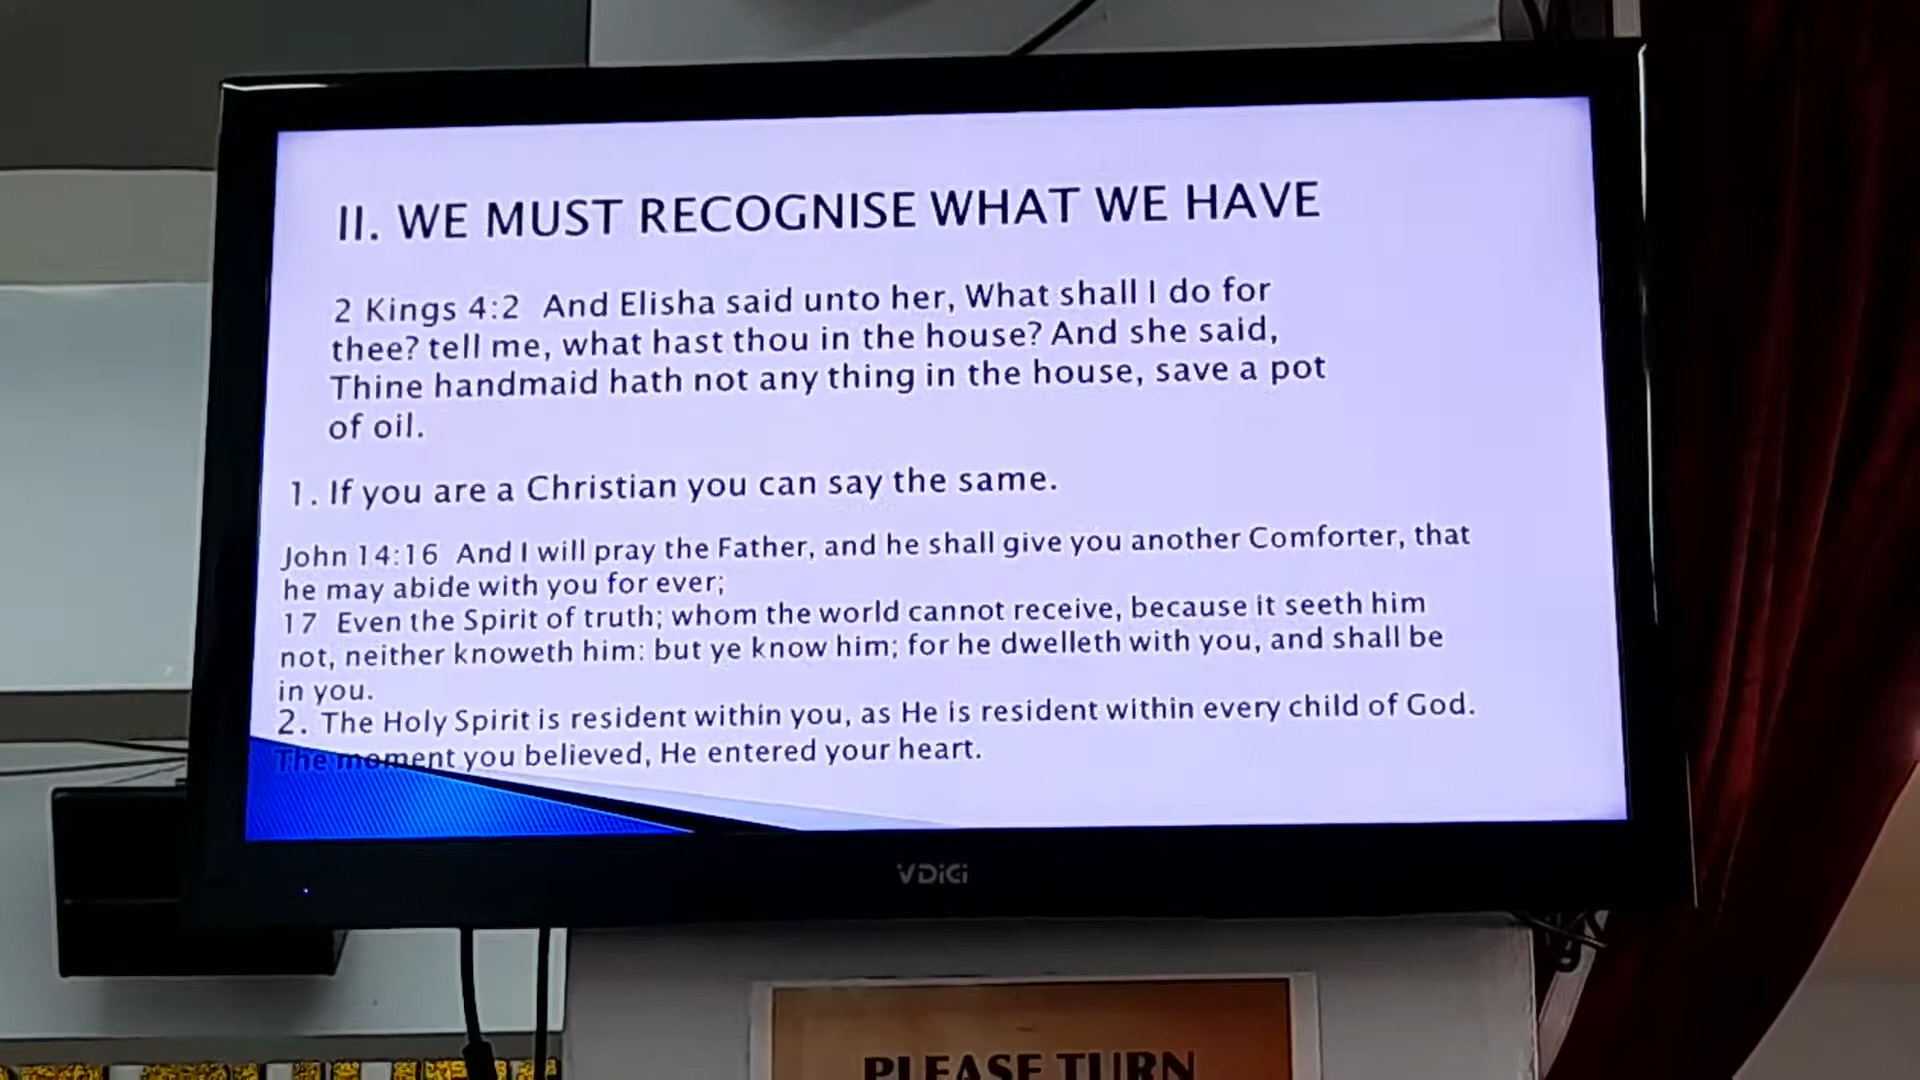 II. WE MUST RECOGNISE WHAT WE HAVE
2 Kings 4:2 And Elisha said unto her, What shall I do for
thee? tell me, what hast thou in the house? And she said,
Thine handmaid hath not any thing in the house, save a pot
of oil.
1. If you are a Christian you can say the same.
John 14:16 And I will pray the Father, and he shall give you another Comforter, that
he may abide with you for ever;
17 Even the Spirit of truth; whom the world cannot receive, because it seeth him
not, neither knoweth him: but ye know him; for he dwelleth with you, and shall be
in you.
2. The Holy Spirit is resident within you, as He is resident within every child of God.
The moment you believed, He entered your heart.
VDiGi
PLEASE TURN